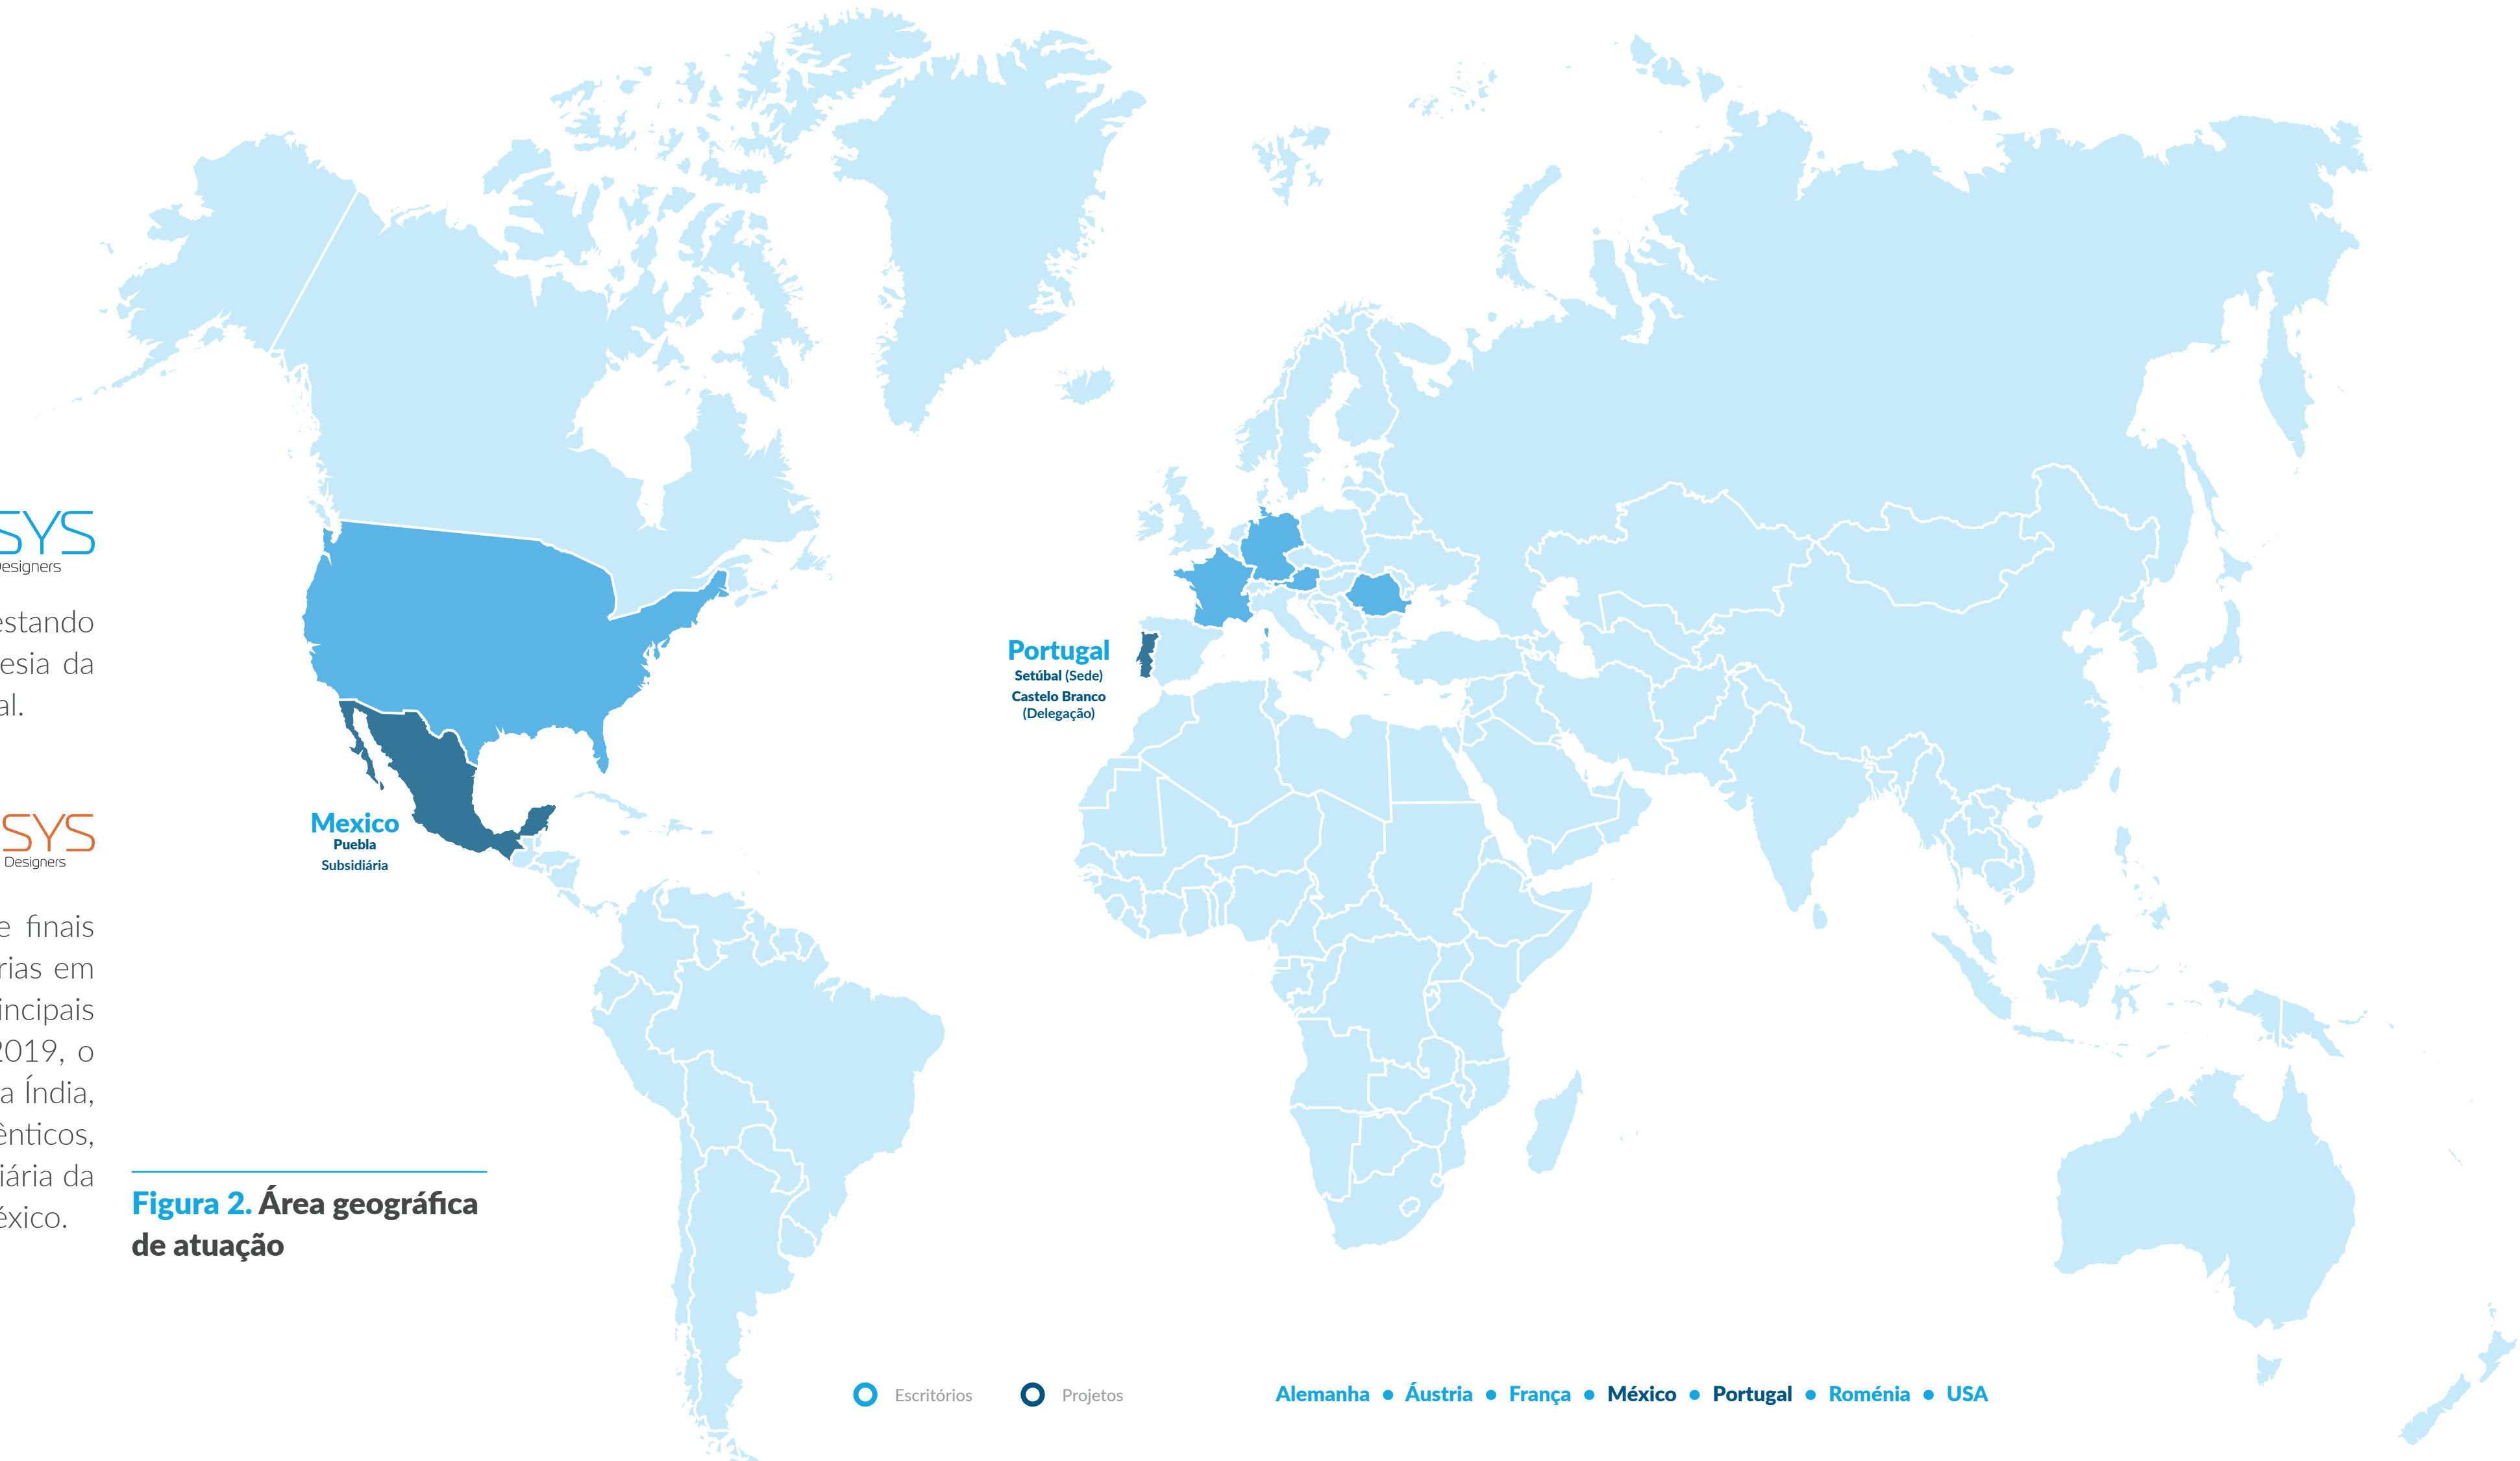 SYS
Designers
estando
esia da
al.
SYS
Designers
e finais
rias em
incipais
2019, o
a Índia,
ênticos,
iária da
éxico.
Portugal
Setúbal (Sede)
Castelo Branco
(Delegação)
Mexico
Puebla
Subsidiária
Figura 2. Área geográfica
de atuação
Escritórios
Projetos
Alemanha • Áustria • França • México • Portugal • Roménia • USA